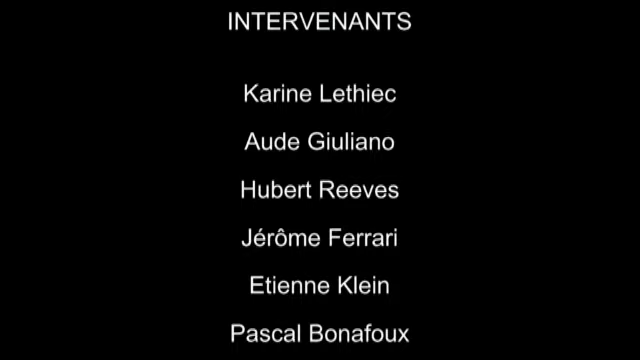 INTERVENANTS
Karine Lethiec
Aude Giuliano
Hubert Reeves
Jérôme Ferrari
Etienne Klein
Pascal Bonafoux